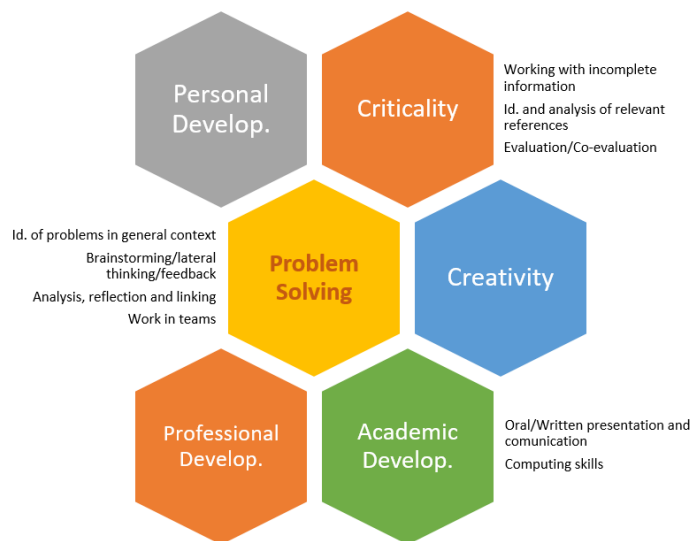 Personal
Develop.
Criticality
Working with incomplete
information
Id. and analysis of relevant
references
Evaluation/Co-evaluation
Id. of problems in general context
Brainstorming/lateral
thinking/feedback
Analysis, reflection and linking
Work in teams
Problem
Solving
Creativity
Professional
Develop.
Academic
Develop.
Oral/Written presentation and
comunication
Computing skills